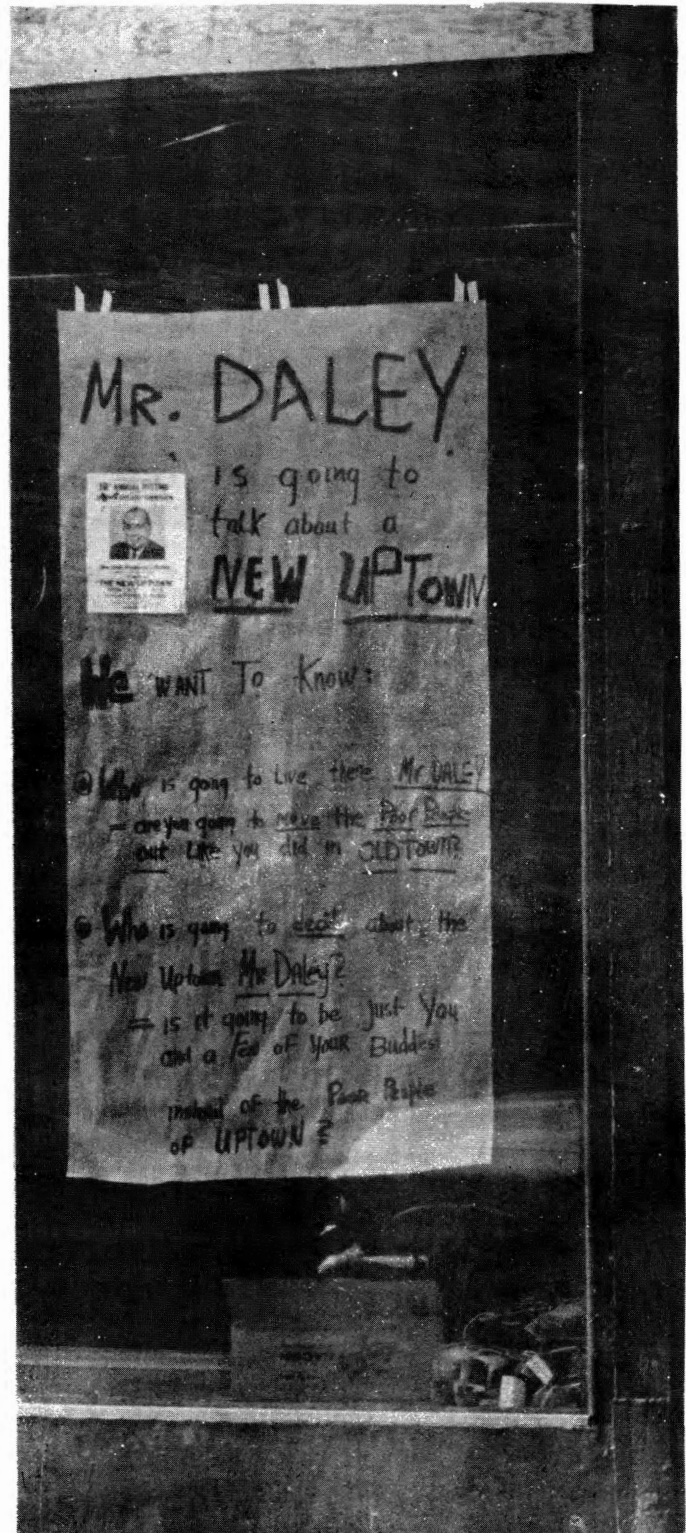 MR. DALEY
is going to
talk about a
NEW UPTOWN
THE NEW UPTOWN
We WANT To Know:
Who is going to Live there Mr DALEY
= are you going to move the Poor People
out Like you did in OLD TOWN?
Who is going to about the
New Uptown Mr Daley?
= is it going to be just You
and a Few of Your Buddies
instead of the Poor People
of UPTOWN?